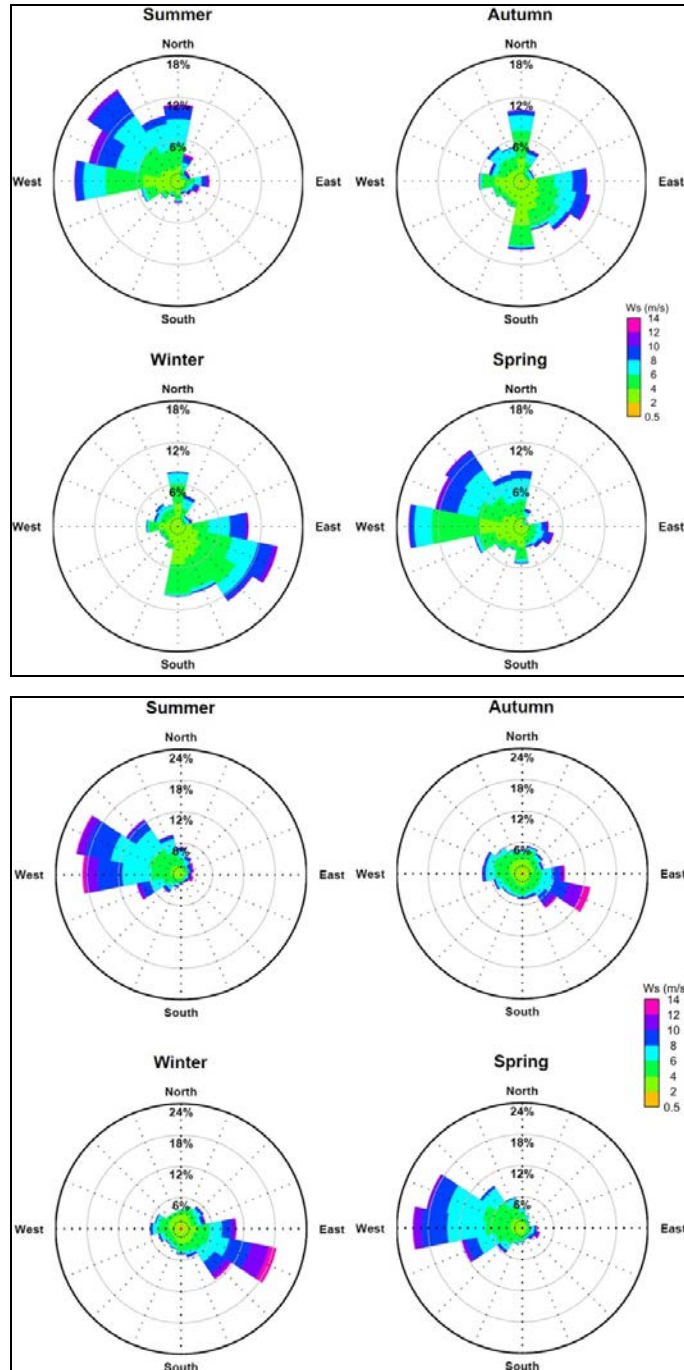 Summer Autumn
North North
18% 18%
12% 12%
6% 6%
West East West East
South South
Ws (m/s)
14
12
10
8
6
4
2
0.5
Winter Spring
North North
18% 18%
12% 12%
6% 6%
West East West East
South South
Summer Autumn
North North
24% 24%
18% 18%
12% 12%
6% 6%
West East West East
South South
Ws (m/s
14
12
10
8
6
4
2
0.5
Winter Spring
North North
24% 24%
18% 18%
12% 12%
6% 6%
West East West East
South South